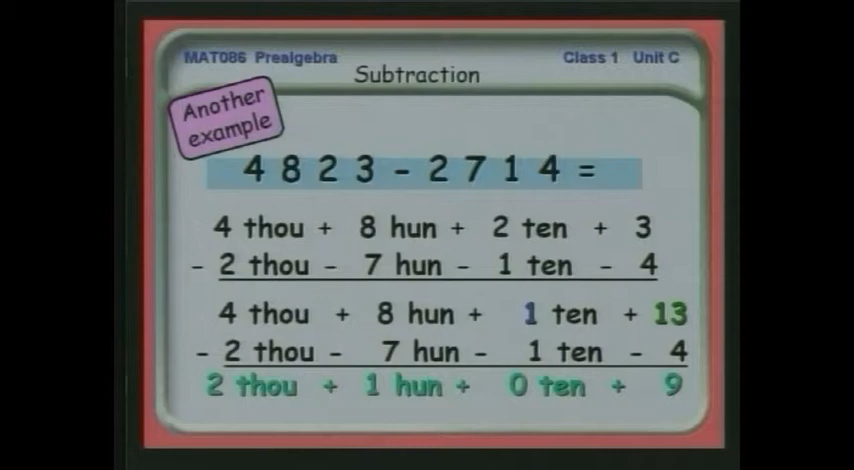 MAT086 Prealgebra
Class 1 Unit C
Subtraction
Another
example
4 8 2 3 - 2 7 1 4 =
4 thou + 8 hun + 2 ten + 3
- 2 thou - 7 hun - 1 ten - 4
4 thou + 8 hun + 1 ten + 13
- 2 thou - 7 hun - 1 ten - 4
2 thou + 1 hun + 0 ten + 9